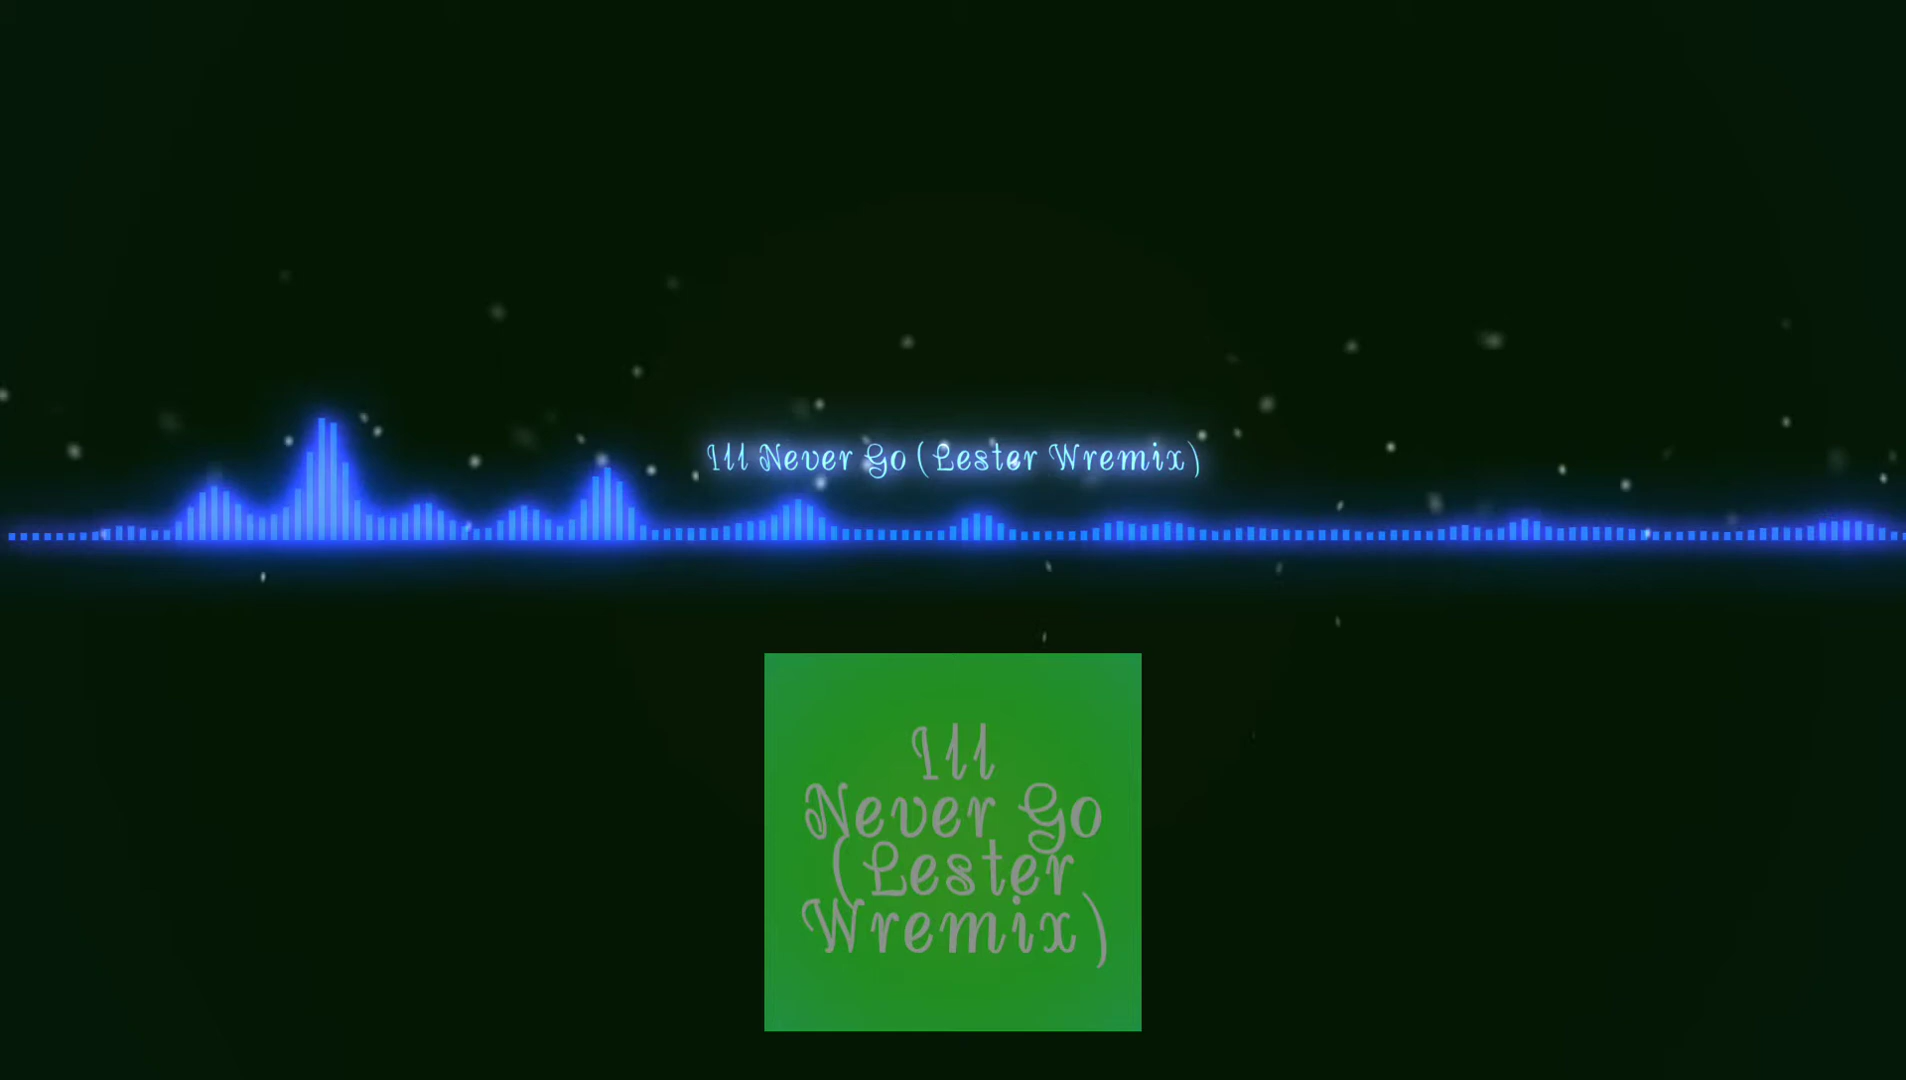 Ill Never Go (Lester Wremix)
Ill
Never Go
(Lester
Wremix)